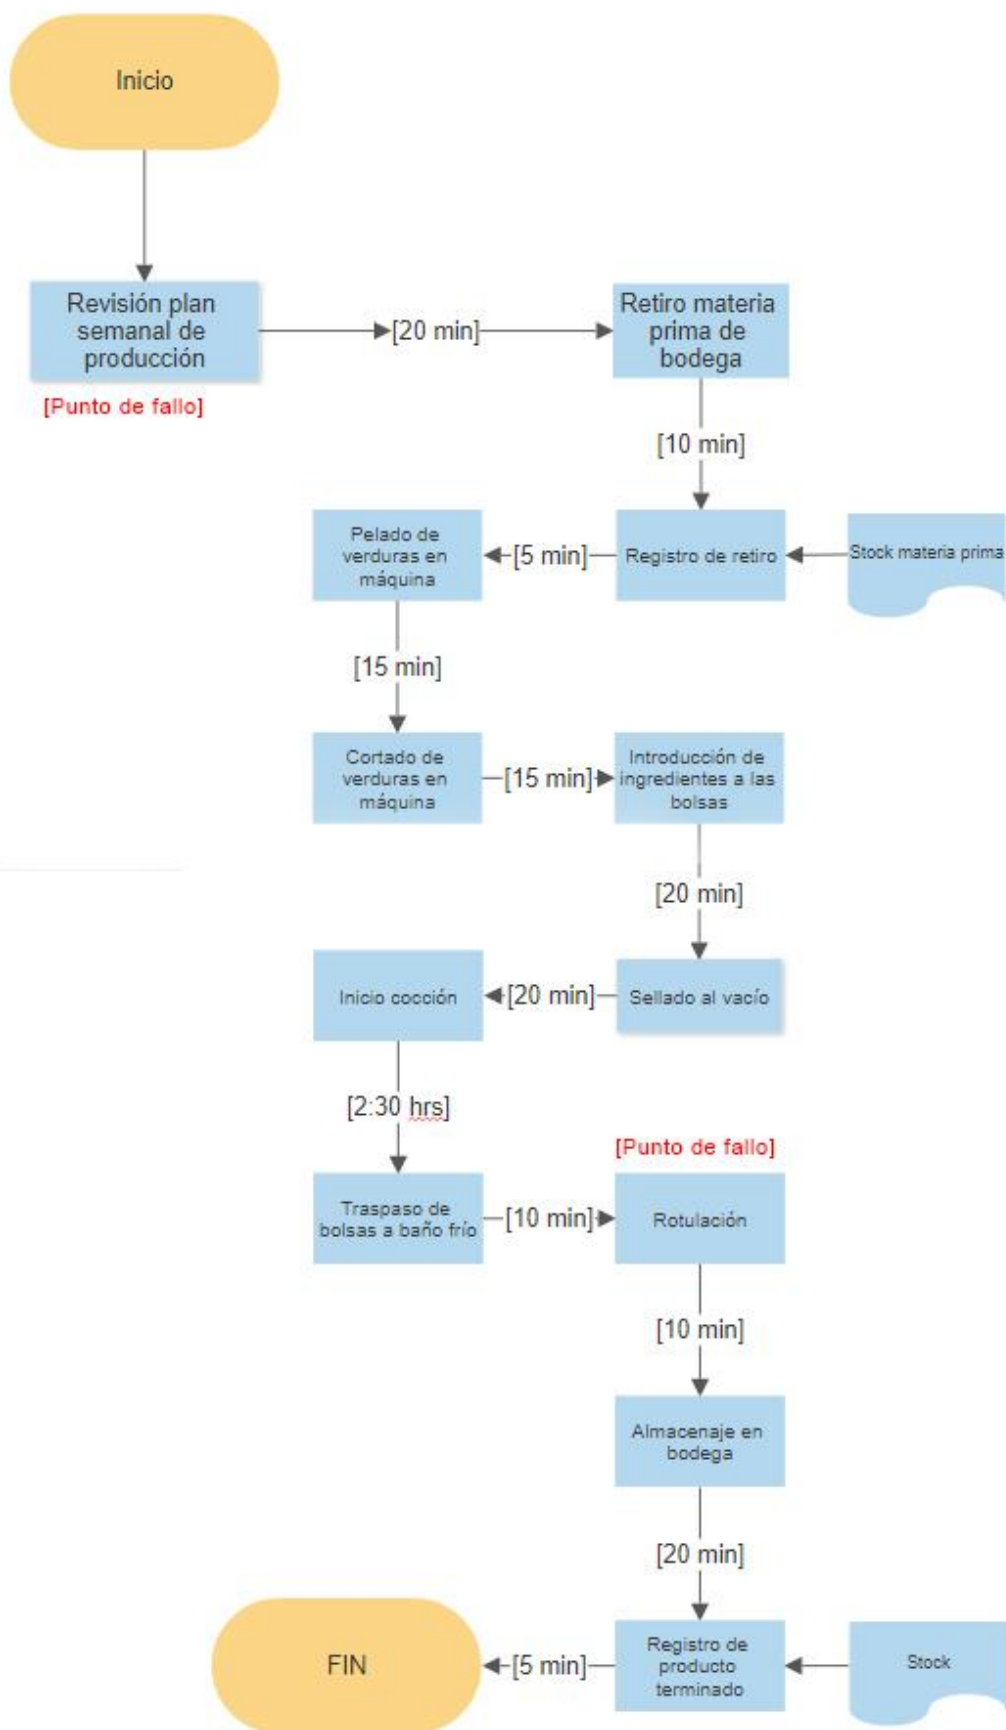 Inicio
Revisión plan
semanal de
producción
[Punto de fallo]
[20 min]
Retiro materia
prima de
bodega
[10 min]
Stock materia prima
Registro de retiro
[5 min]
Pelado de
verduras en
máquina
[15 min]
Cortado de
verduras en
máquina
[15 min]
Introducción de
ingredientes a las
bolsas
[20 min]
Sellado al vacío
[20 min]
Inicio cocción
[2:30 hrs]
Traspaso de
bolsas a baño frío
[10 min]
[Punto de fallo]
Rotulación
[10 min]
Almacenaje en
bodega
[20 min]
Registro de
producto
terminado
Stock
[5 min]
FIN